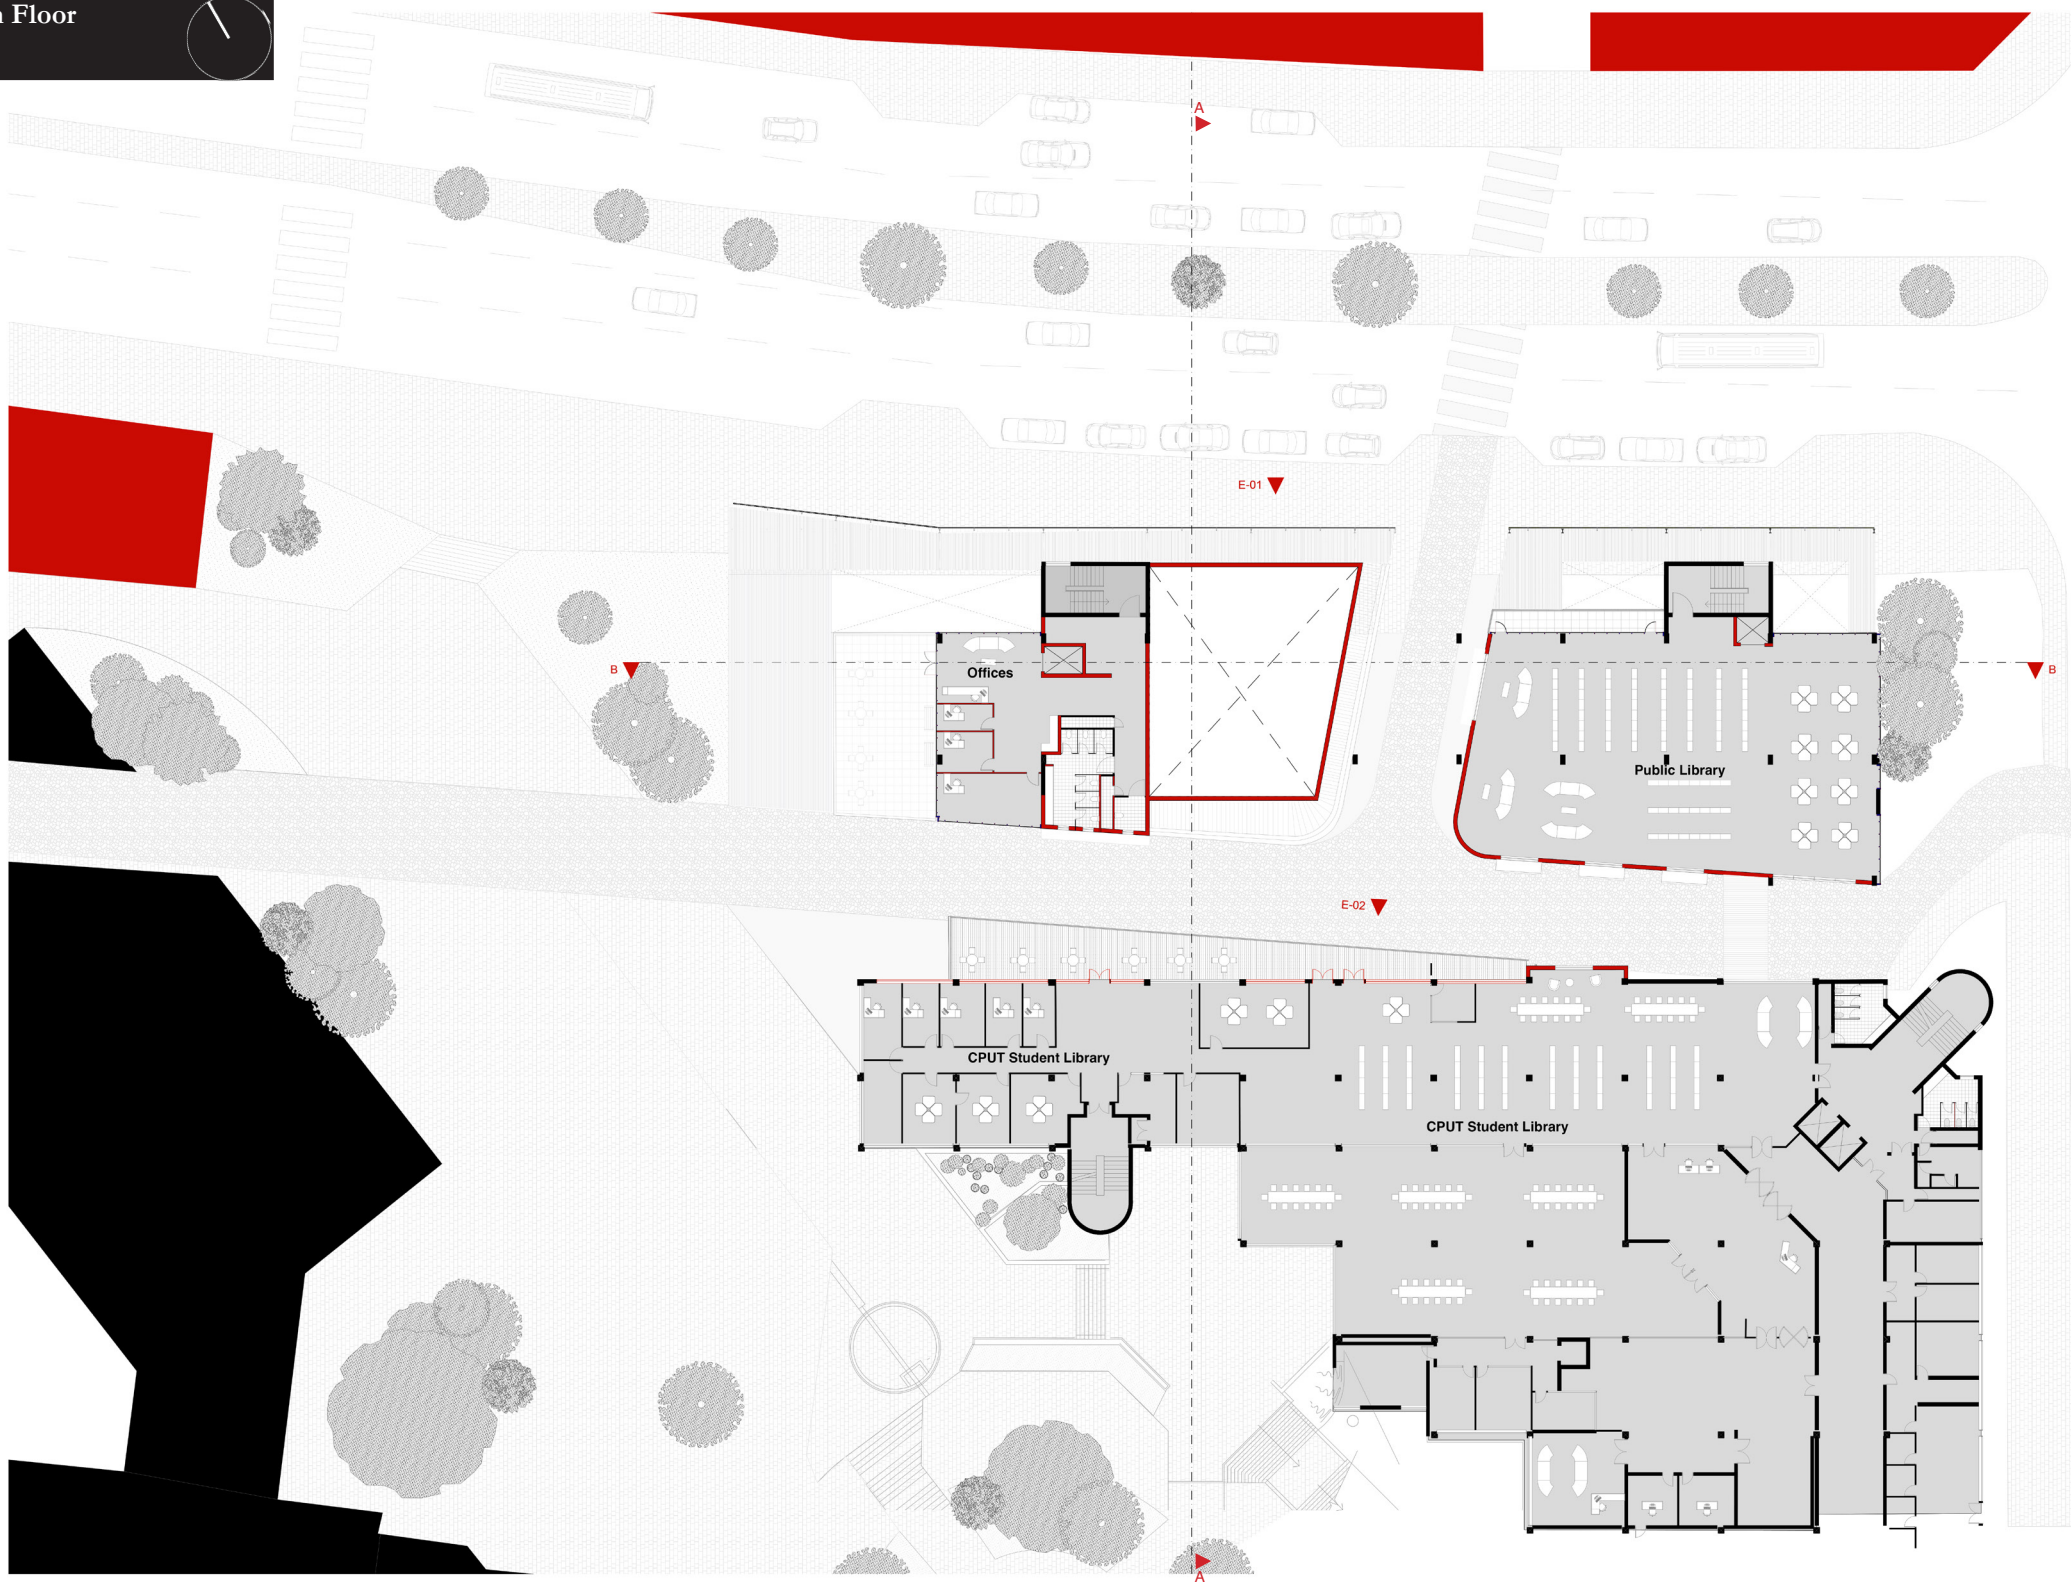 Floor
A
E-01
B
Offices
B
Public Library
E-02
CPUT Student Library
CPUT Student Library
A